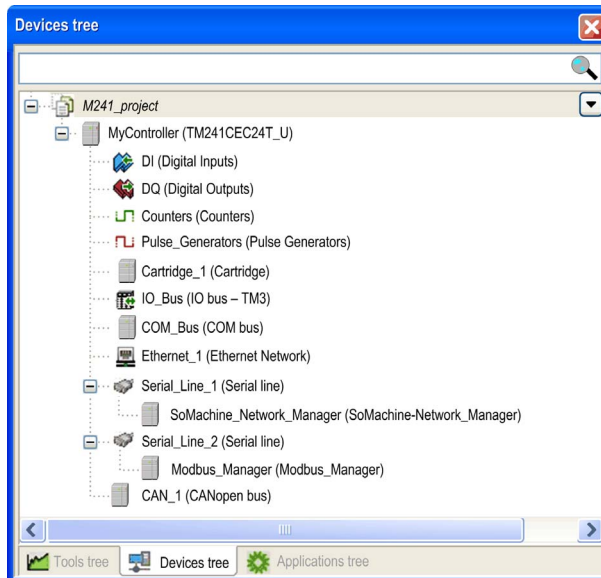 Devices tree
M241_project
MyController (TM241CEC24T_U)
DI (Digital Inputs)
DQ (Digital Outputs)
Counters (Counters)
Pulse_Generators (Pulse Generators)
Cartridge_1 (Cartridge)
IO_Bus (IO bus – TM3)
COM_Bus (COM bus)
Ethernet_1 (Ethernet Network)
Serial_Line_1 (Serial line)
SoMachine_Network_Manager (SoMachine-Network_Manager)
Serial_Line_2 (Serial line)
Modbus_Manager (Modbus_Manager)
CAN_1 (CANopen bus)
Tools tree Devices tree Applications tree